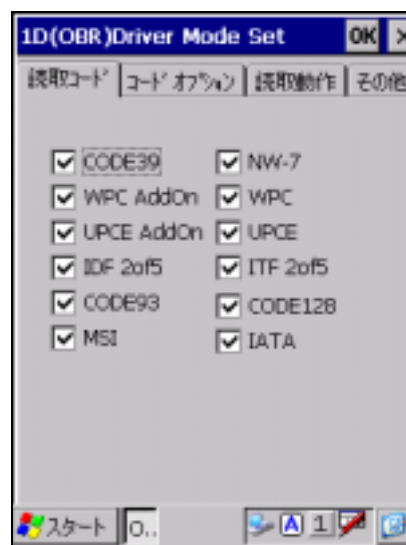 1D(OBR)Driver Mode Set OK ×
読取コード コード オプション 読取動作 その他
CODE39 NW-7
WPC AddOn WPC
UPCE AddOn UPCE
IDF 2of5 ITF 2of5
CODE93 CODE128
MSI IATA
スタート O.. A 1